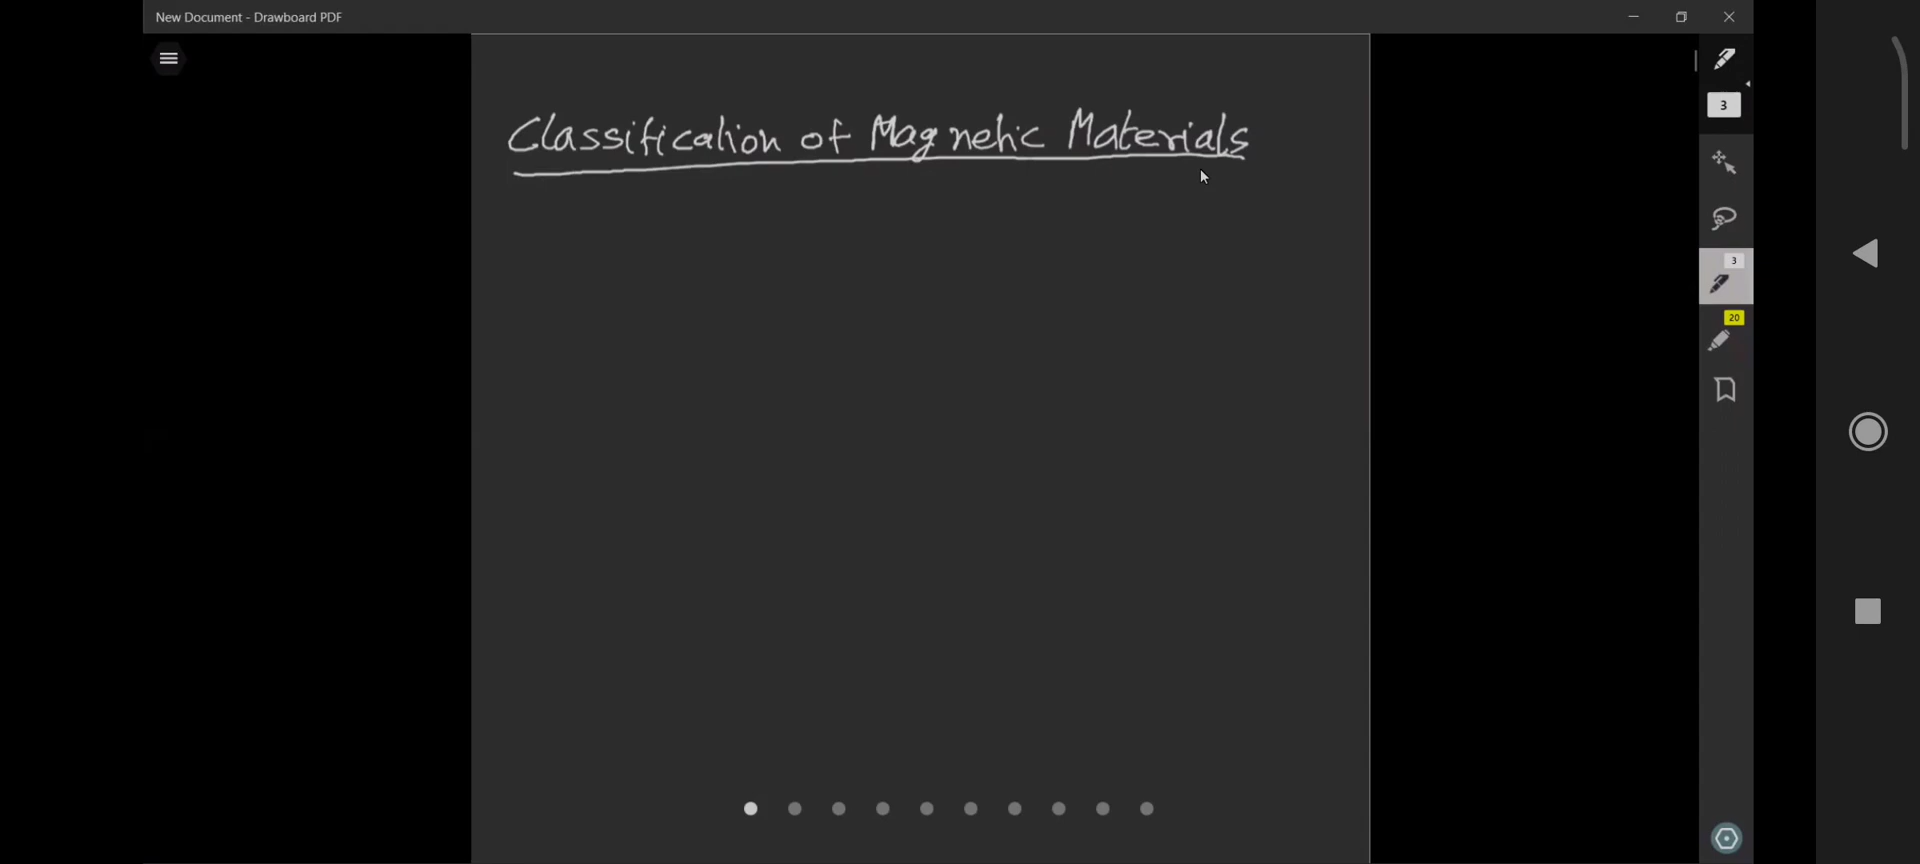 New Document - Drawboard PDF
3
Classification of Magnetic Materials
3
20